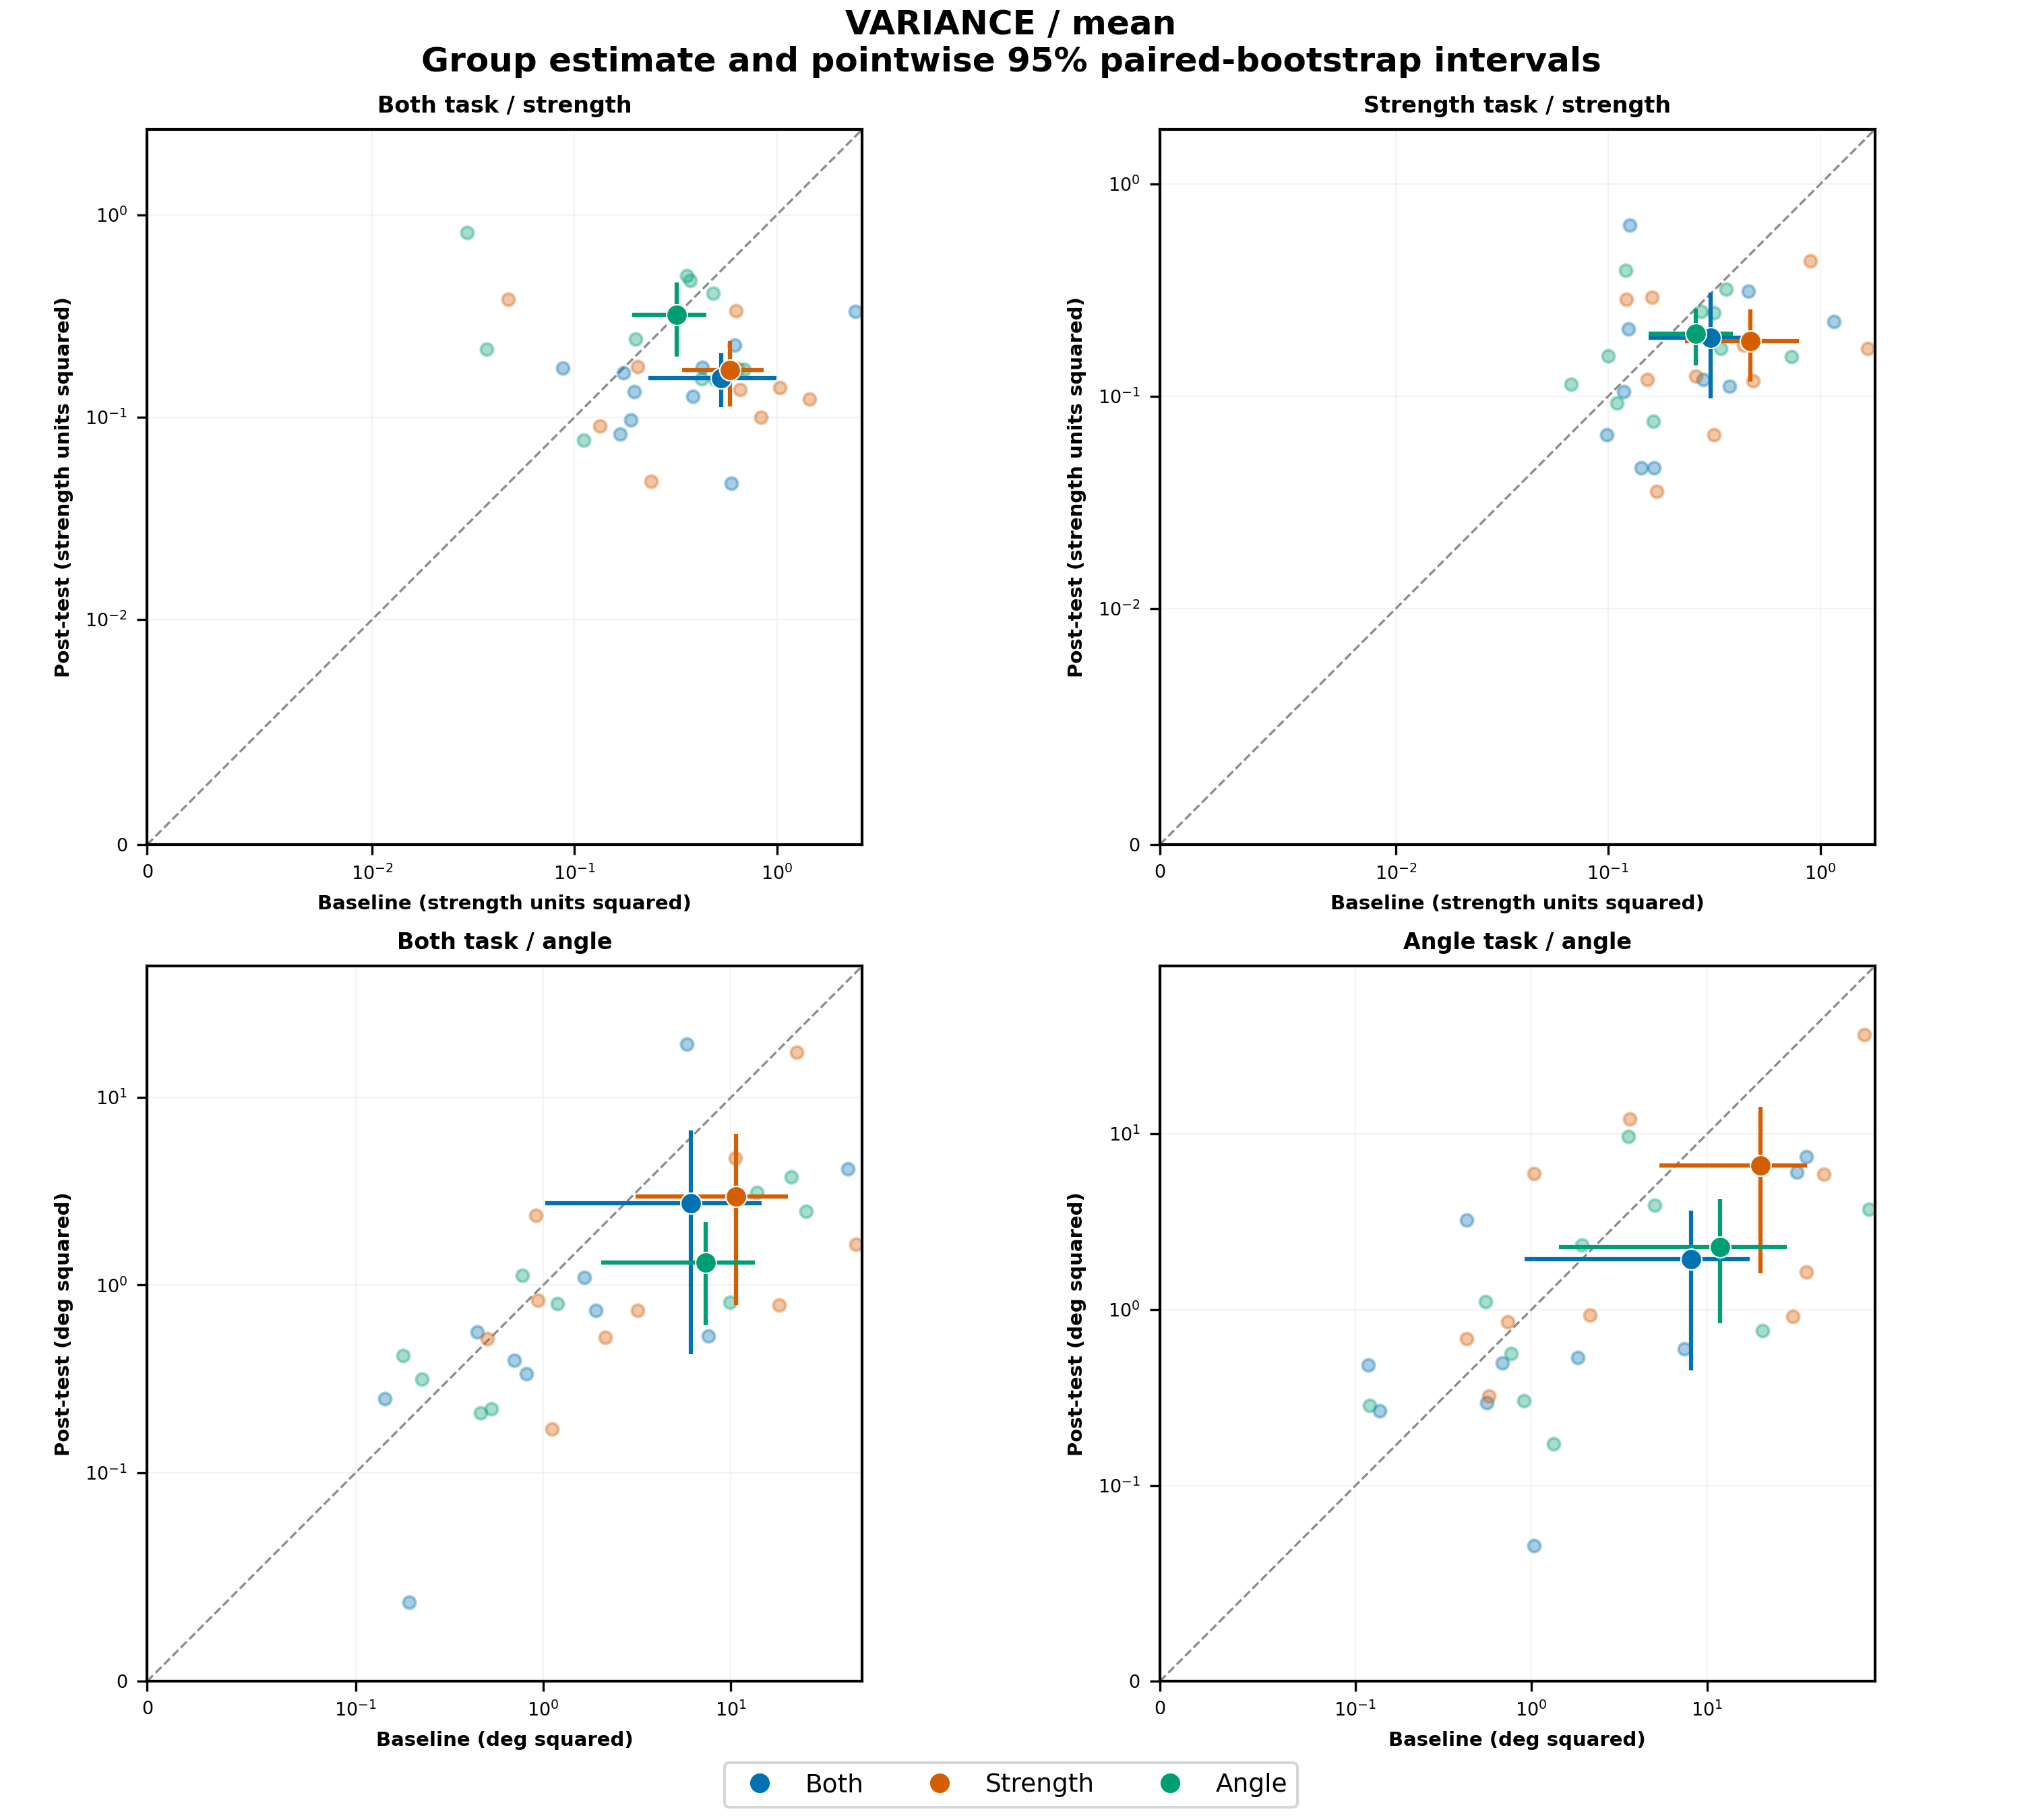 VARIANCE / mean
Group estimate and pointwise 95% paired-bootstrap intervals
Both task / strength
Post-test (strength units squared)
10⁰
10⁻¹
10⁻²
0
0
10⁻²
10⁻¹
10⁰
Baseline (strength units squared)
Strength task / strength
Post-test (strength units squared)
10⁰
10⁻¹
10⁻²
0
0
10⁻²
10⁻¹
10⁰
Baseline (strength units squared)
Both task / angle
Post-test (deg squared)
10¹
10⁰
10⁻¹
0
0
10⁻¹
10⁰
10¹
Baseline (deg squared)
Angle task / angle
Post-test (deg squared)
10¹
10⁰
10⁻¹
0
0
10⁻¹
10⁰
10¹
Baseline (deg squared)
Both
Strength
Angle